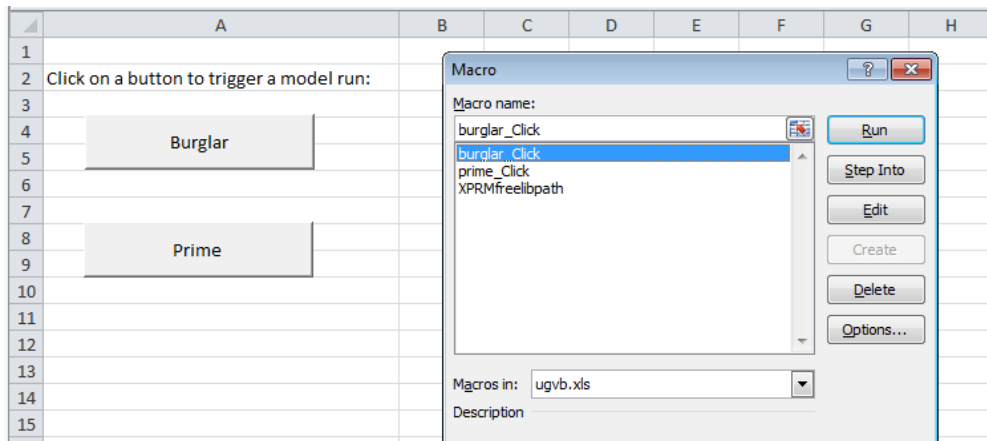 A B C D E F G H
1
2 Click on a button to trigger a model run:
3
4
5
6
7
8
9
10
11
12
13
14
15
Burglar
Prime
Macro
?
Macro name:
burglar_Click
burglar_Click
prime_Click
XPRMfreelibpath
Run
Step Into
Edit
Create
Delete
Options...
Macros in: ugvb.xls
Description